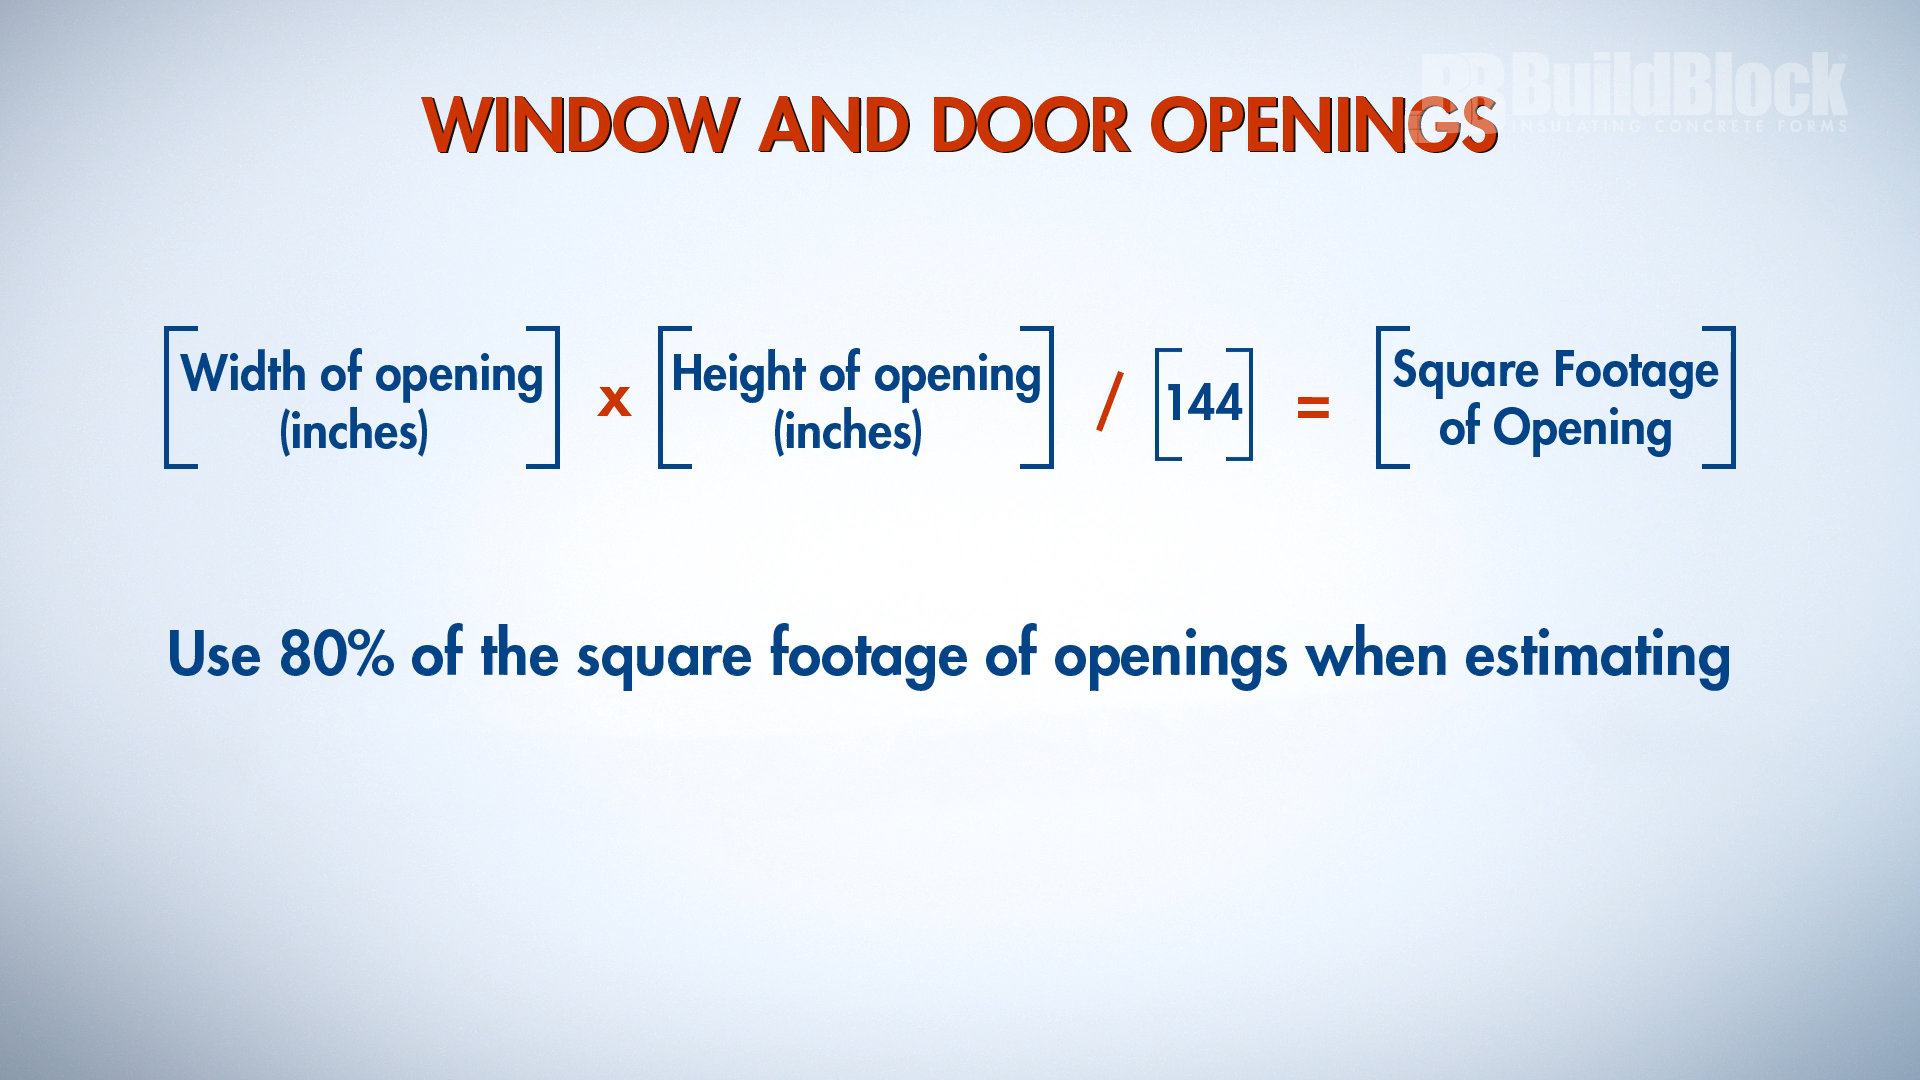 BuildBlock
INSULATING CONCRETE FORMS
WINDOW AND DOOR OPENINGS
[Width of opening (inches)] x [Height of opening (inches)] / [144] = [Square Footage of Opening]
Use 80% of the square footage of openings when estimating